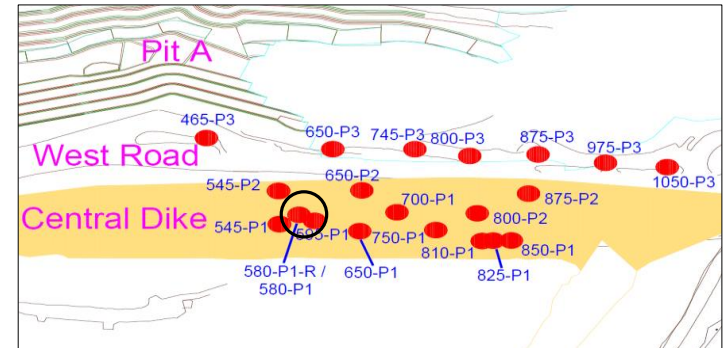 Pit A
465-P3
650-P3
745-P3
800-P3
875-P3
975-P3
1050-P3
West Road
545-P2
650-P2
700-P1
875-P2
800-P2
Central Dike
545-P1
595-P1
750-P1
810-P1
850-P1
580-P1-R /
580-P1
650-P1
825-P1